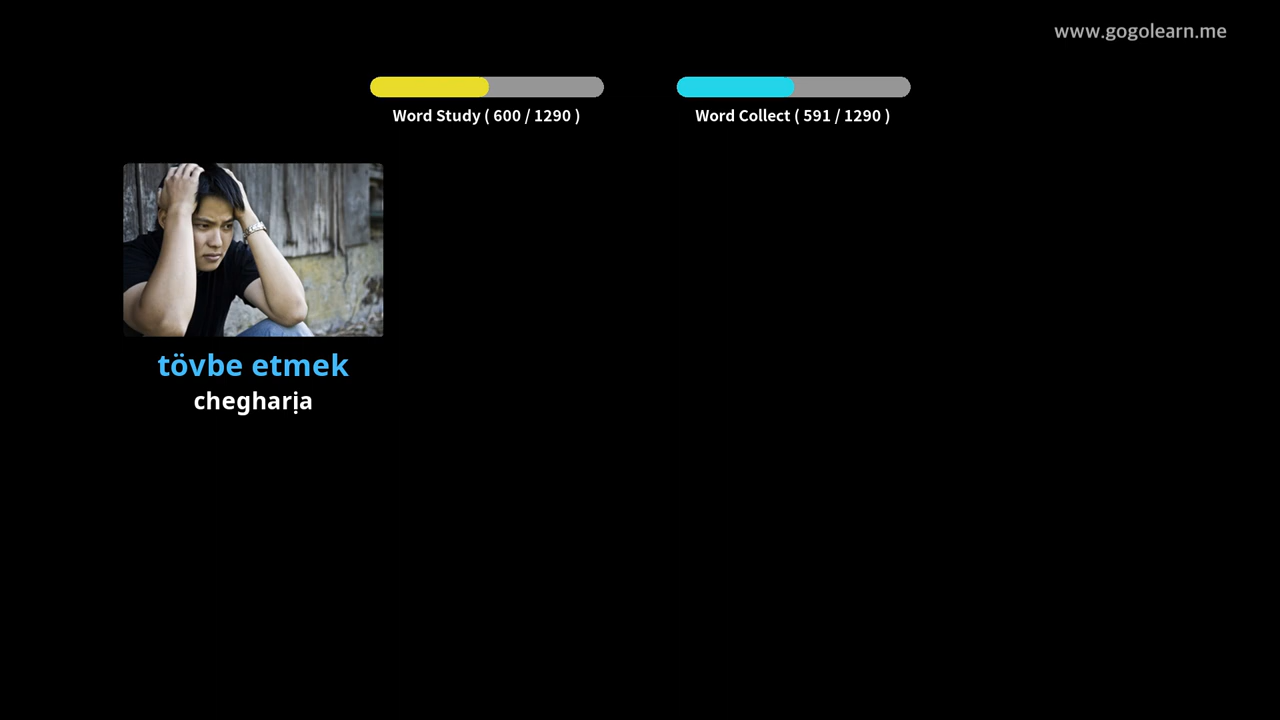 www.gogolearn.me
Word Study ( 600 / 1290 )
Word Collect ( 591 / 1290 )
tövbe etmek
chegharịa